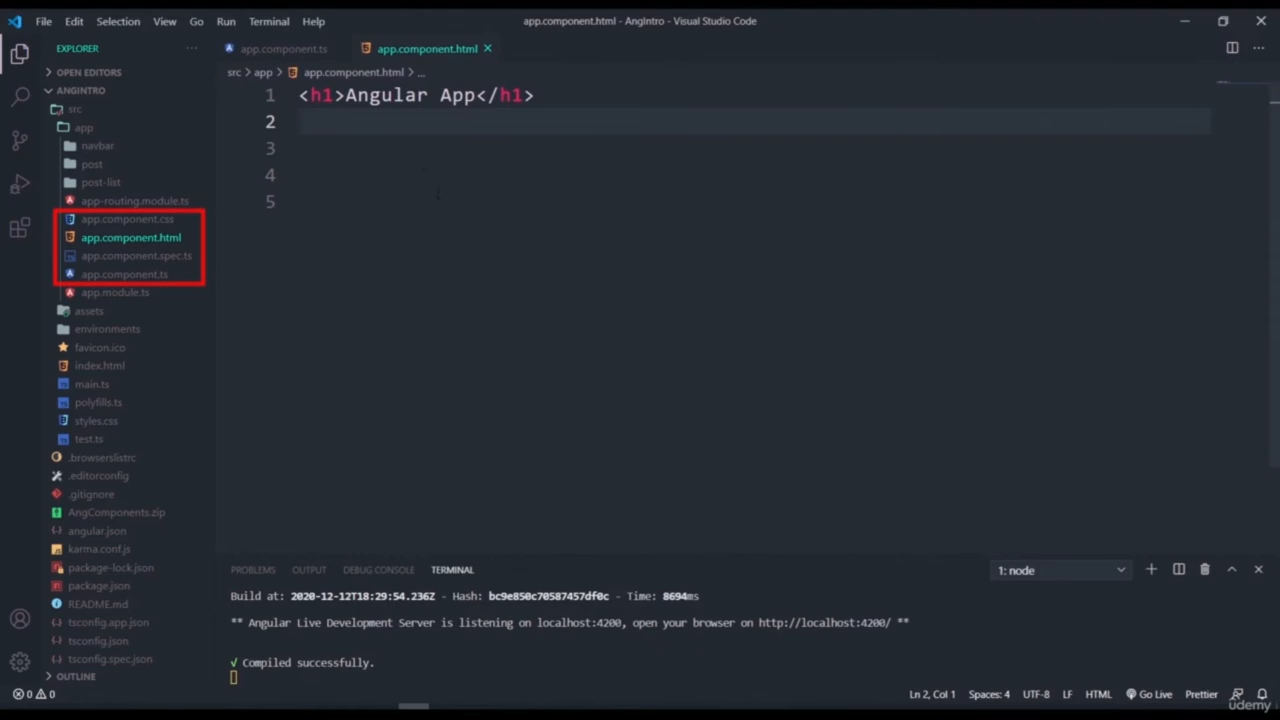 File Edit Selection View Go Run Terminal Help
app.component.html - AngIntro - Visual Studio Code
EXPLORER
app.component.ts
app.component.html
OPEN EDITORS
src > app > app.component.html > ...
ANGINTRO
src
app
navbar
post
post-list
app-routing.module.ts
app.component.css
app.component.html
app.component.spec.ts
app.component.ts
app.module.ts
assets
environments
favicon.ico
index.html
main.ts
polyfills.ts
styles.css
test.ts
.browserslistrc
.editorconfig
.gitignore
AngComponents.zip
angular.json
karma.conf.js
package-lock.json
package.json
README.md
tsconfig.app.json
tsconfig.json
tsconfig.spec.json
OUTLINE
1 <h1>Angular App</h1>
2
3
4
5
PROBLEMS OUTPUT DEBUG CONSOLE TERMINAL
1: node
Build at: 2020-12-12T18:29:54.236Z - Hash: bc9e850c70587457df0c - Time: 8694ms
** Angular Live Development Server is listening on localhost:4200, open your browser on http://localhost:4200/ **
√ Compiled successfully.
0 0
Ln 2, Col 1 Spaces: 4 UTF-8 LF HTML Go Live Prettier
udemy